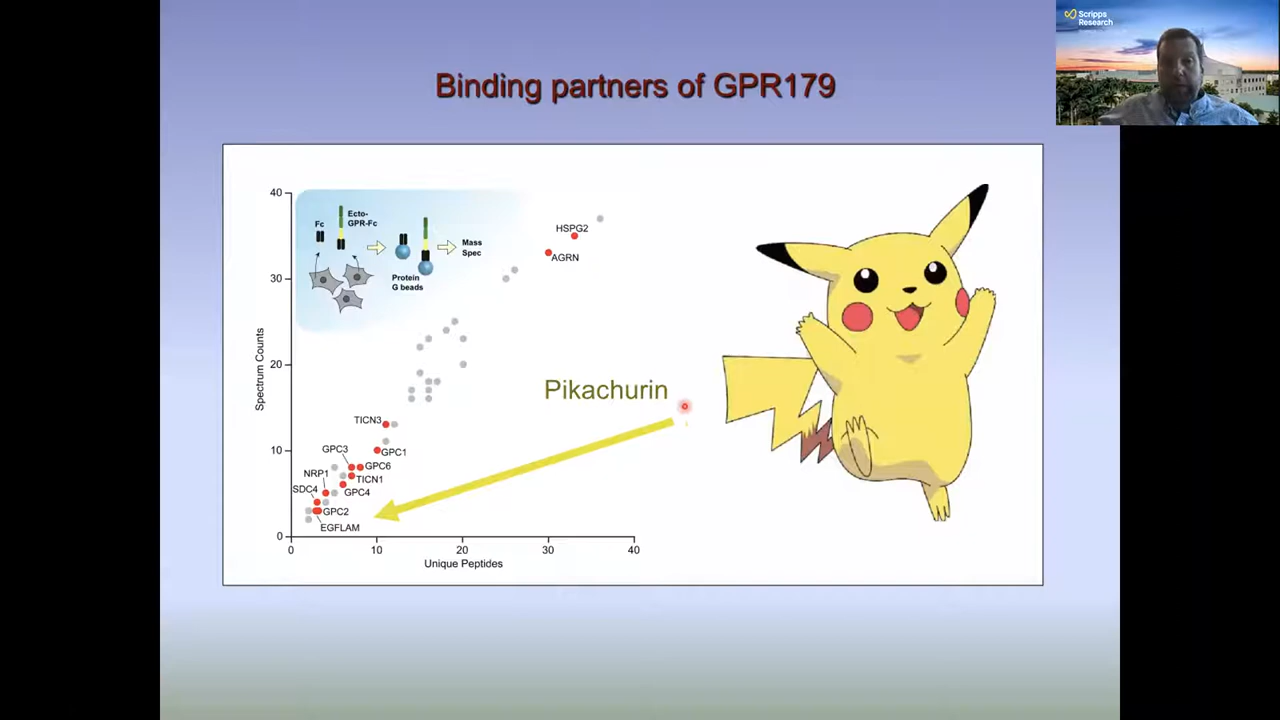 Scripps
Research
Binding partners of GPR179
40
30
20
10
0
Spectrum Counts
Fc
Ecto-
GPR-Fc
Protein
G beads
Mass
Spec
HSPG2
AGRN
Pikachurin
TICN3
GPC1
GPC3
GPC6
NRP1
TICN1
SDC4
GPC4
GPC2
EGFLAM
0
10
20
30
40
Unique Peptides